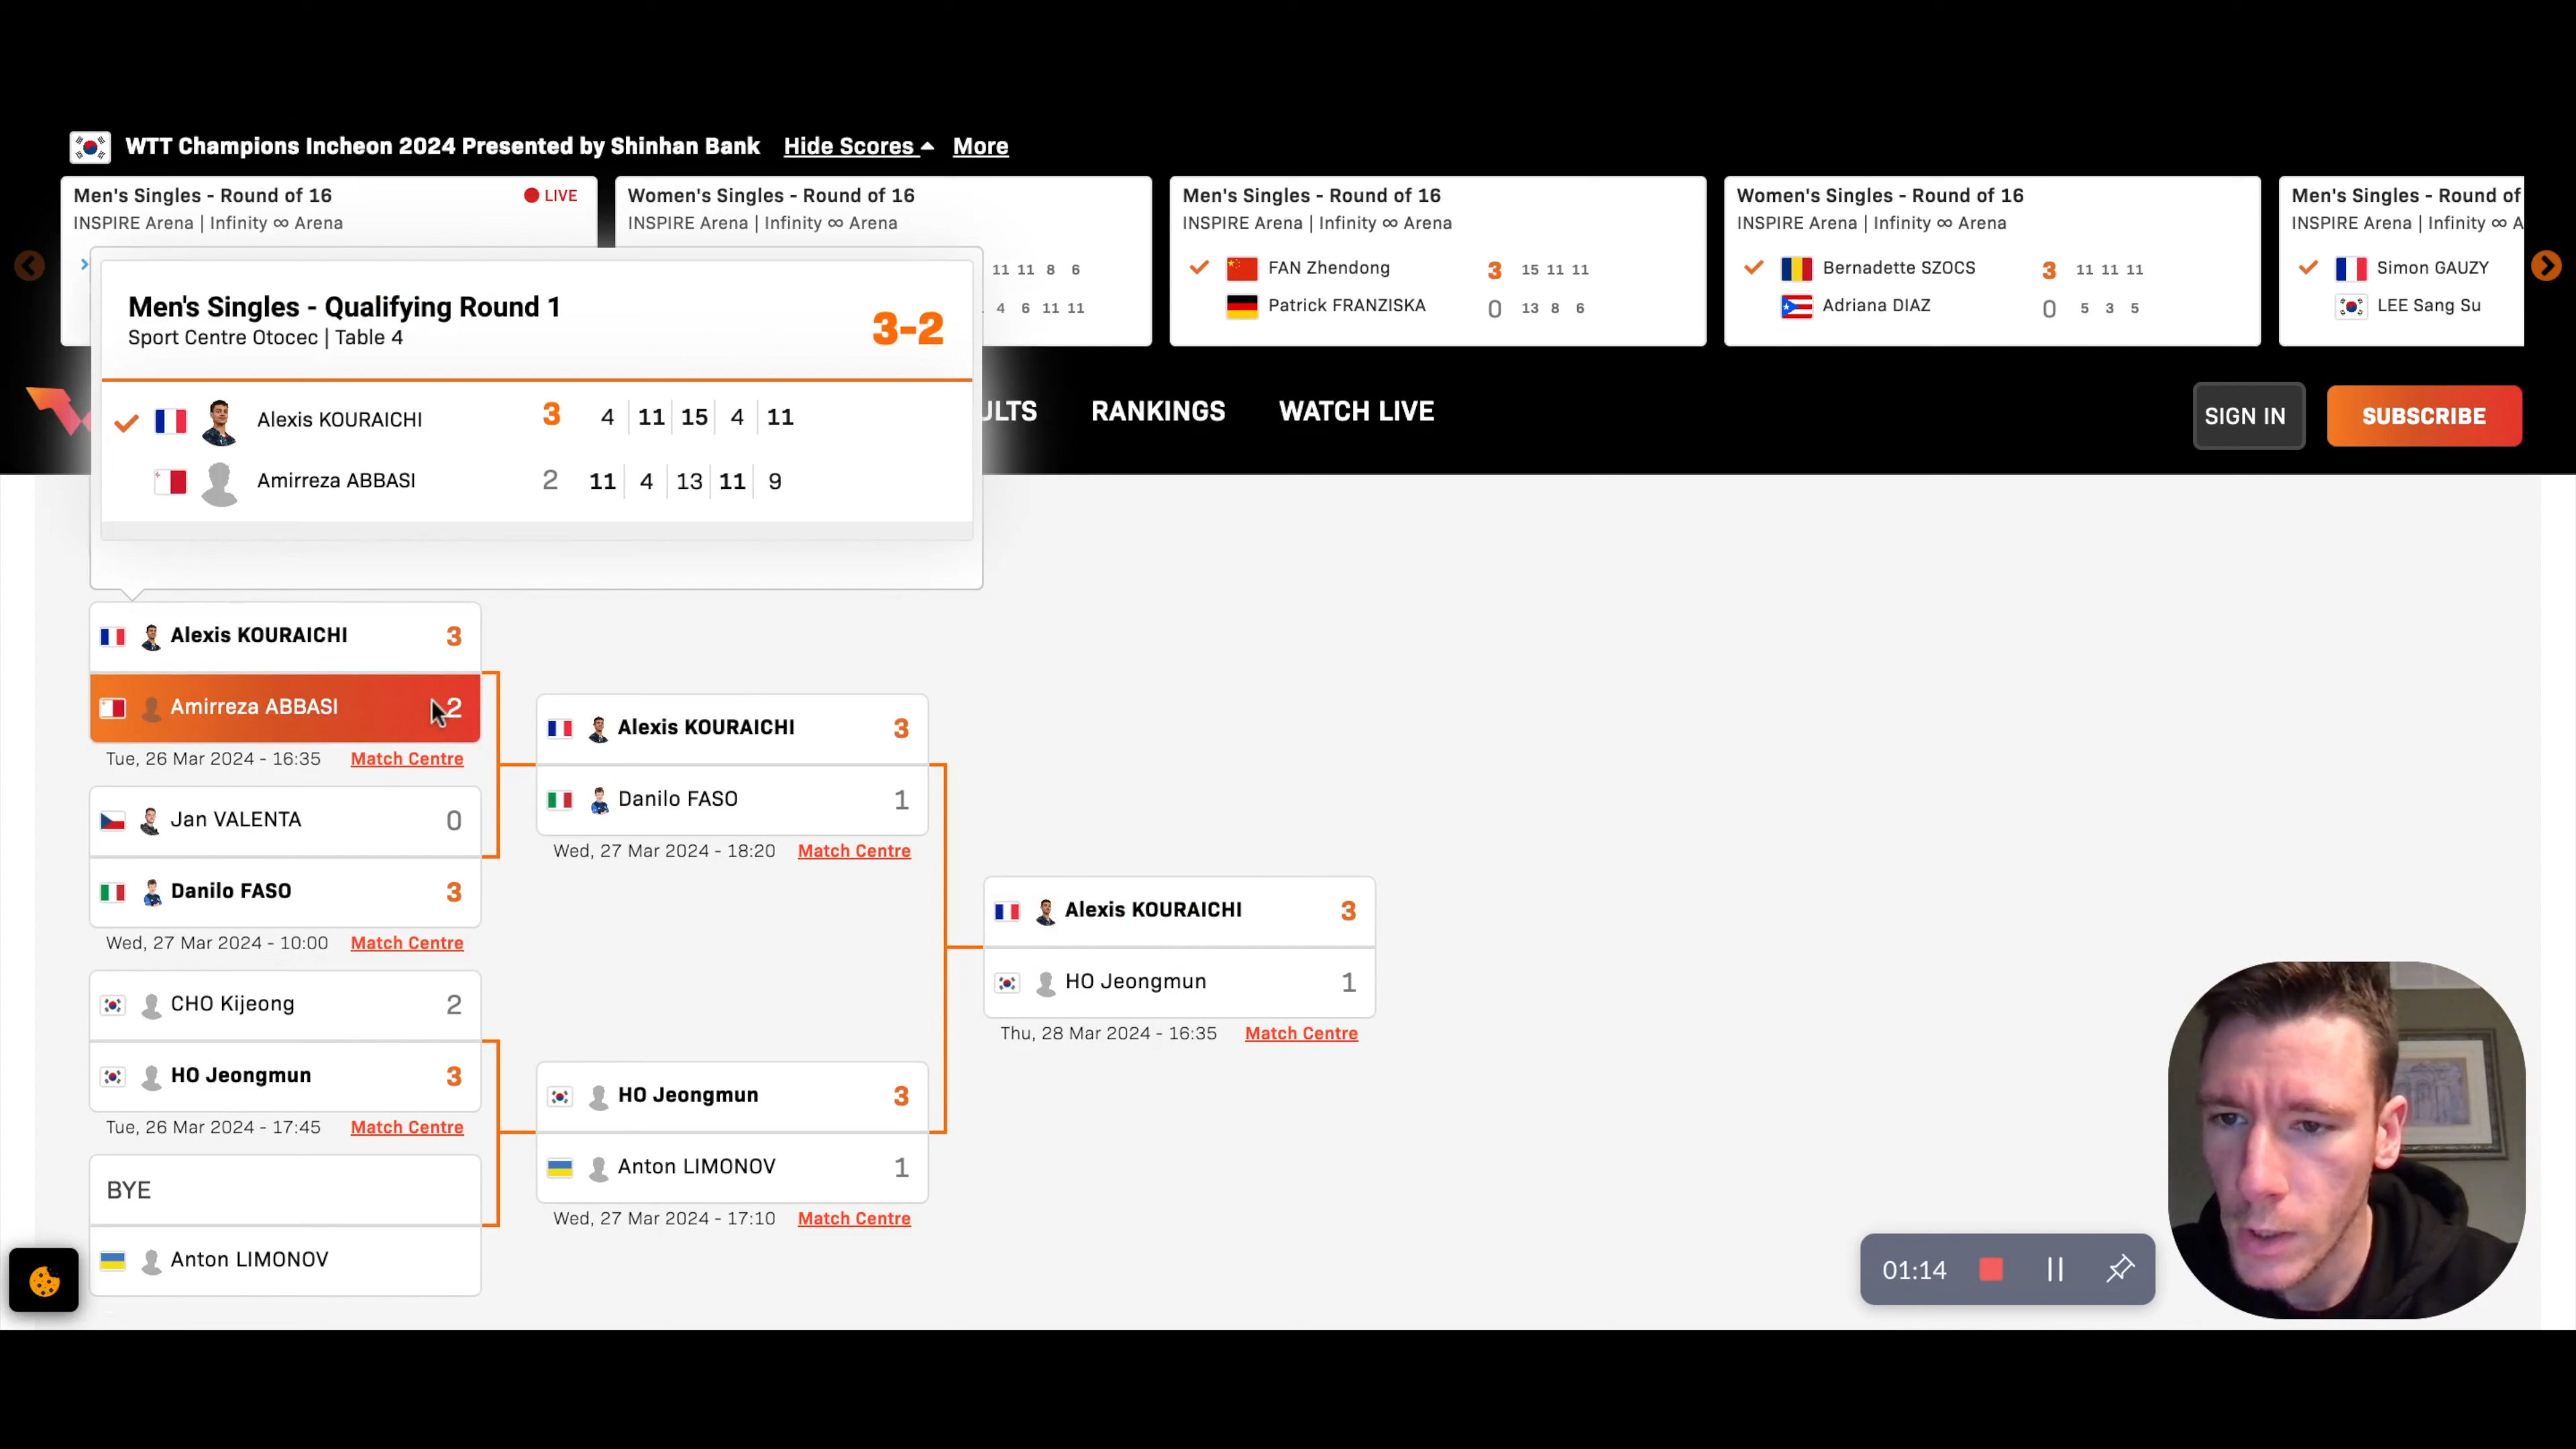 WTT Champions Incheon 2024 Presented by Shinhan Bank Hide Scores More
Men's Singles - Round of 16 LIVE
INSPIRE Arena | Infinity ∞ Arena
Women's Singles - Round of 16
INSPIRE Arena | Infinity ∞ Arena
11 11 8 6
4 6 11 11
Men's Singles - Round of 16
INSPIRE Arena | Infinity ∞ Arena
FAN Zhendong 3 15 11 11
Patrick FRANZISKA 0 13 8 6
Women's Singles - Round of 16
INSPIRE Arena | Infinity ∞ Arena
Bernadette SZOCS 3 11 11 11
Adriana DIAZ 0 5 3 5
Men's Singles - Round of
INSPIRE Arena | Infinity ∞ A
Simon GAUZY
LEE Sang Su
Men's Singles - Qualifying Round 1
Sport Centre Otocec | Table 4
3-2
Alexis KOURAICHI 3 4 11 15 4 11
Amirreza ABBASI 2 11 4 13 11 9
ULTS RANKINGS WATCH LIVE SIGN IN SUBSCRIBE
Alexis KOURAICHI 3
Amirreza ABBASI 2
Tue, 26 Mar 2024 - 16:35 Match Centre
Jan VALENTA 0
Danilo FASO 3
Wed, 27 Mar 2024 - 10:00 Match Centre
CHO Kijeong 2
HO Jeongmun 3
Tue, 26 Mar 2024 - 17:45 Match Centre
BYE
Anton LIMONOV
Alexis KOURAICHI 3
Danilo FASO 1
Wed, 27 Mar 2024 - 18:20 Match Centre
HO Jeongmun 3
Anton LIMONOV 1
Wed, 27 Mar 2024 - 17:10 Match Centre
Alexis KOURAICHI 3
HO Jeongmun 1
Thu, 28 Mar 2024 - 16:35 Match Centre
01:14